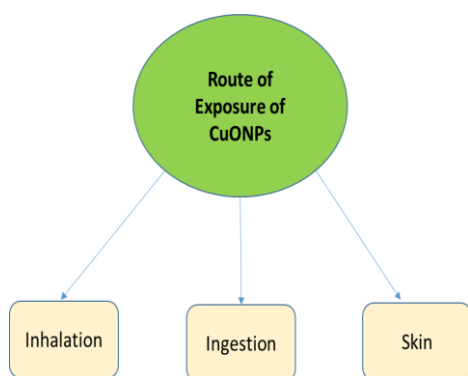 Route of
Exposure of
CuONPs
Inhalation
Ingestion
Skin